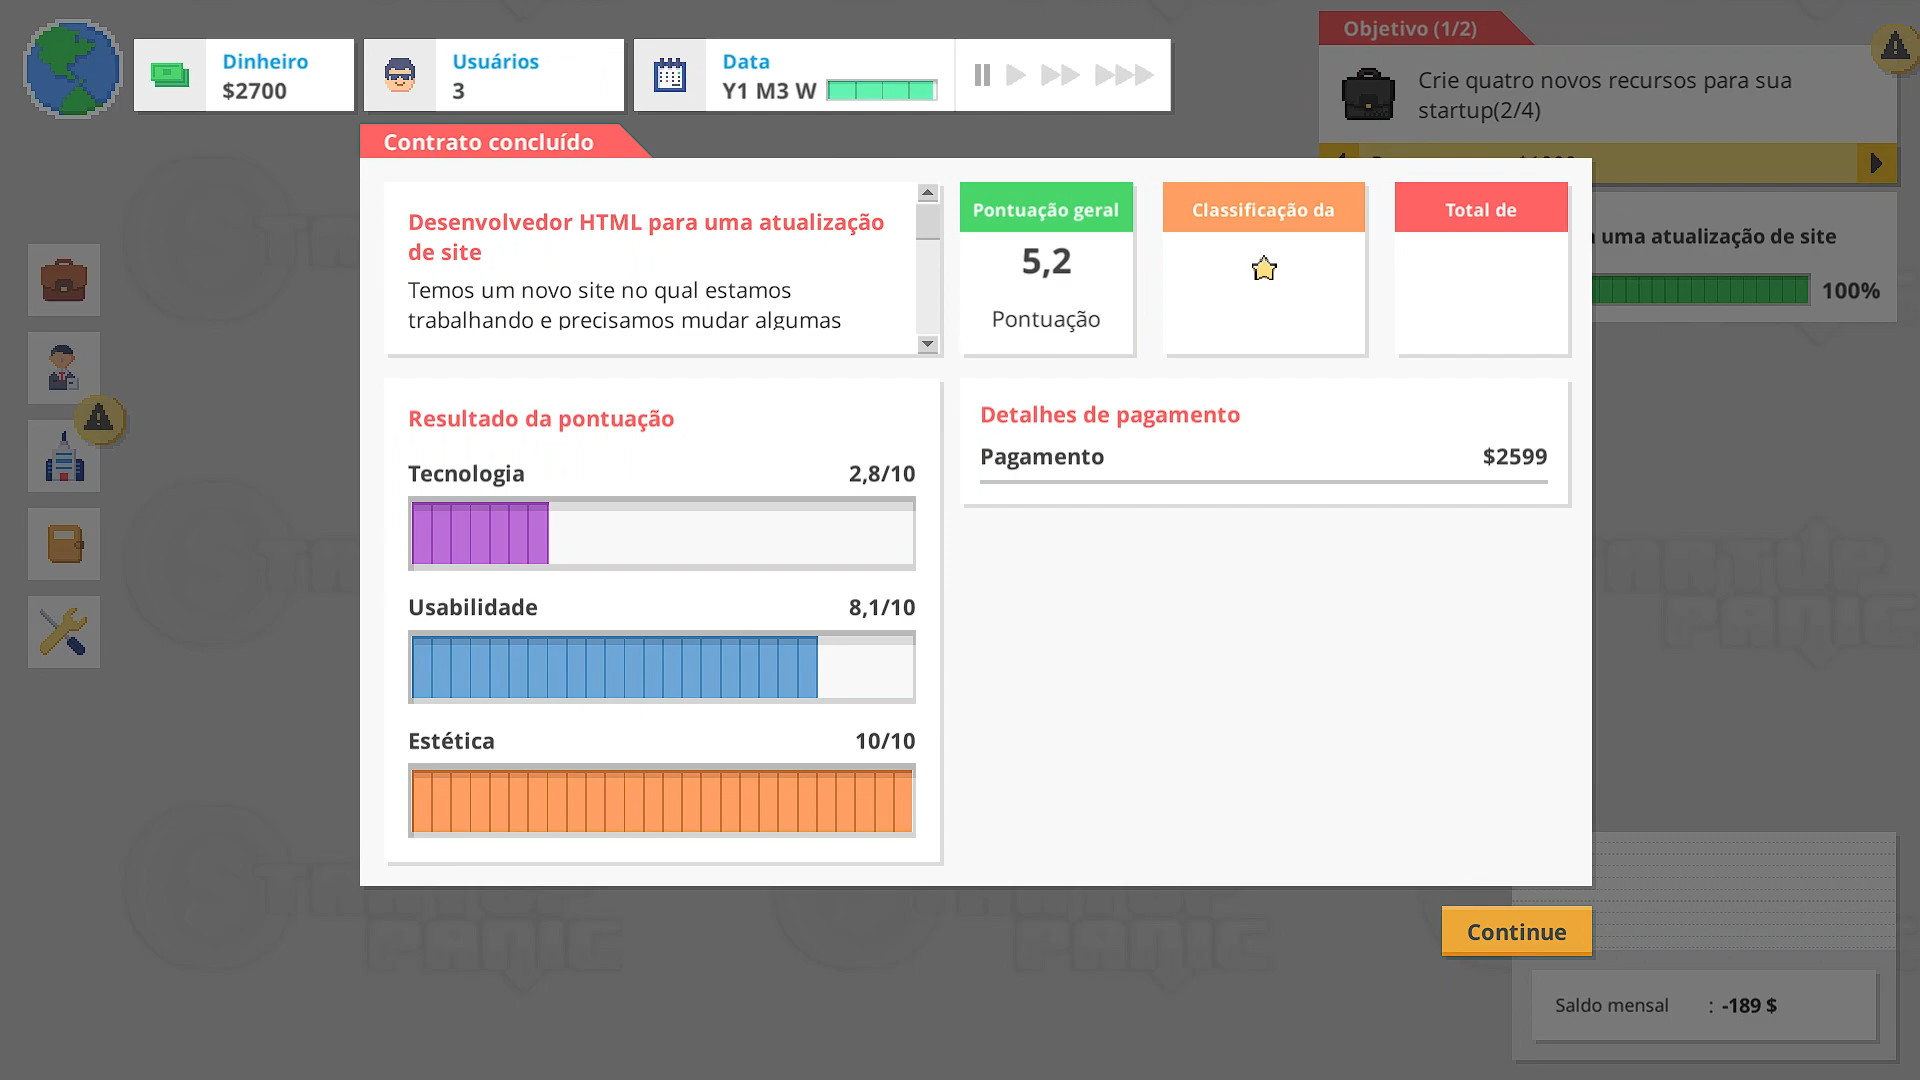 Dinheiro
$2700
Usuários
3
Data
Y1 M3 W
Objetivo (1/2)
Crie quatro novos recursos para sua
startup(2/4)
Contrato concluído
Desenvolvedor HTML para uma atualização
de site
Temos um novo site no qual estamos
trabalhando e precisamos mudar algumas
Pontuação geral
5,2
Pontuação
Classificação da
Total de
uma atualização de site
100%
Resultado da pontuação
Tecnologia 2,8/10
Usabilidade 8,1/10
Estética 10/10
Detalhes de pagamento
Pagamento $2599
Continue
Saldo mensal : -189 $